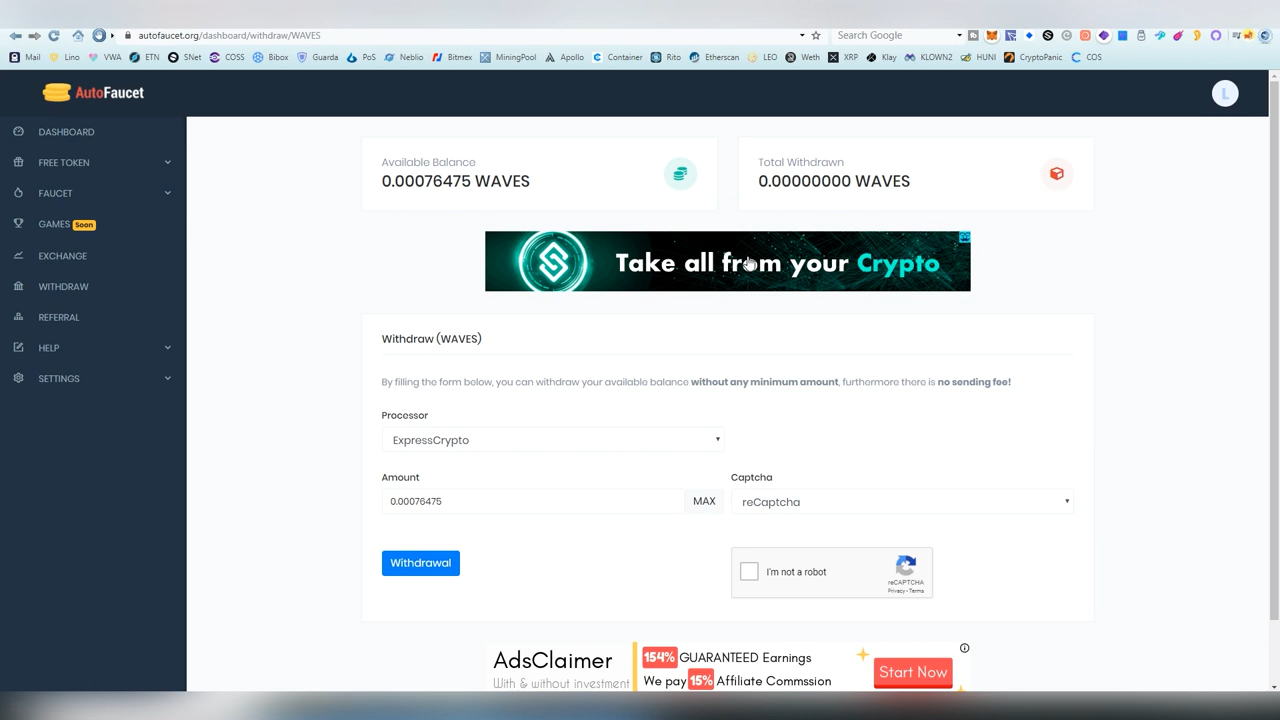 autofaucet.org/dashboard/withdraw/WAVES
Search Google
Mail Lino VWA ETN SNet COSS Bibox Guarda PoS Neblio Bitmex MiningPool Apollo Container Rito Etherscan LEO Weth XRP Klay KLOWN2 HUNI CryptoPanic COS
AutoFaucet
L
DASHBOARD
FREE TOKEN
FAUCET
GAMES Soon
EXCHANGE
WITHDRAW
REFERRAL
HELP
SETTINGS
Available Balance
0.00076475 WAVES
Total Withdrawn
0.00000000 WAVES
Take all from your Crypto
Withdraw (WAVES)
By filling the form below, you can withdraw your available balance without any minimum amount, furthermore there is no sending fee!
Processor
ExpressCrypto
Amount
0.00076475
MAX
Captcha
reCaptcha
Withdrawal
I'm not a robot
reCAPTCHA
Privacy - Terms
AdsClaimer
With & without investment
154% GUARANTEED Earnings
We pay 15% Affiliate Commssion
Start Now